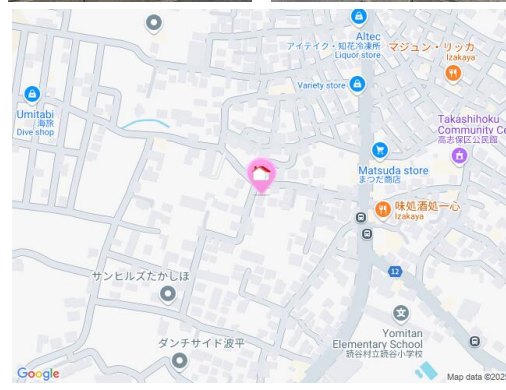 Altec
アイテイク・知花冷凍所
Liquor store
マジュン・リッカ
Izakaya
Variety store
Umitabi
海旅
Dive shop
Takashihoku
Community Ce
高志保区公民館
Matsuda store
まつだ商店
味処酒処一心
Izakaya
サンヒルズたかしほ
12
Yomitan
Elementary School
読谷村立読谷小学校
ダンチサイド波平
Google
Map data ©2025